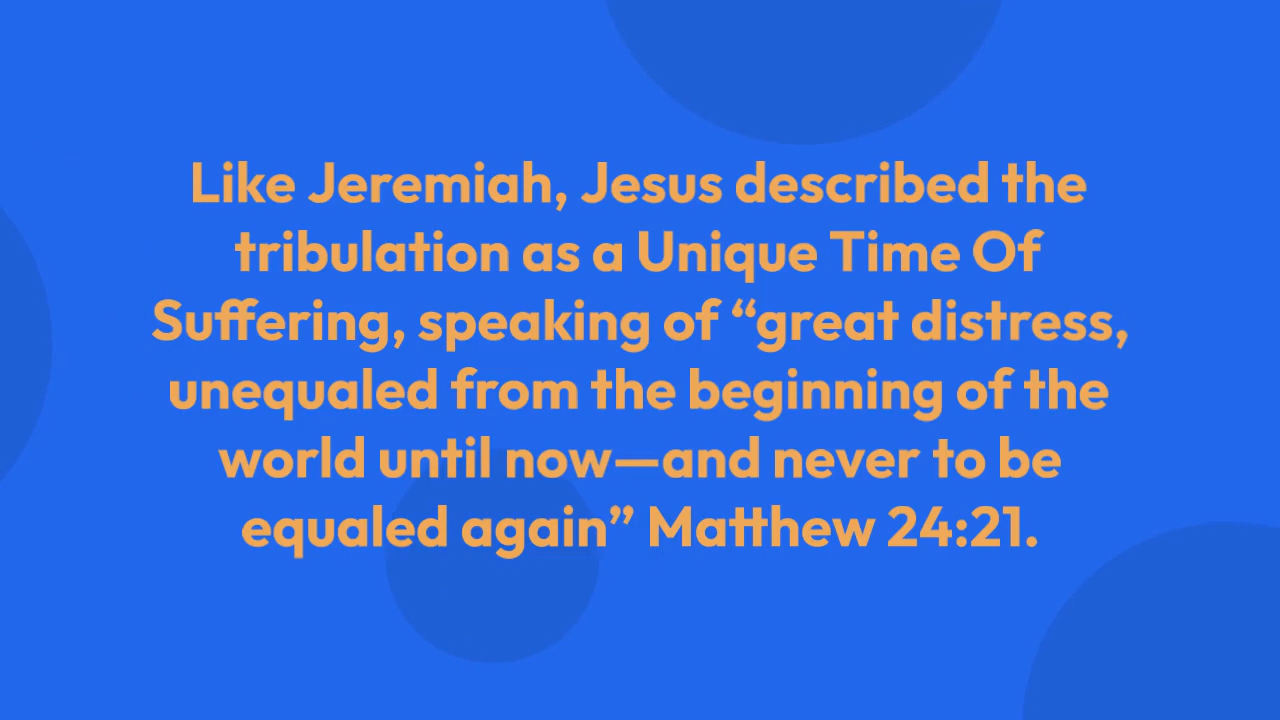 Like Jeremiah, Jesus described the
tribulation as a Unique Time Of
Suffering, speaking of “great distress,
unequaled from the beginning of the
world until now—and never to be
equaled again” Matthew 24:21.